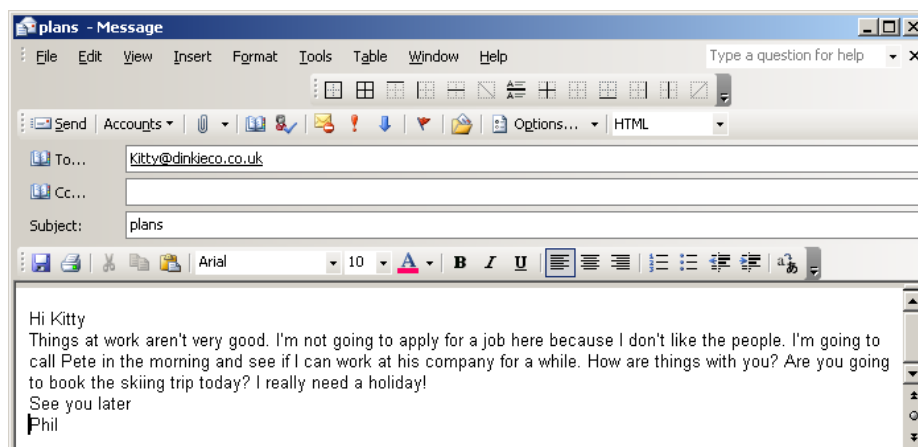 plans - Message
File Edit View Insert Format Tools Table Window Help Type a question for help
Send Accounts Options... HTML
To... Kitty@dinkieco.co.uk
Cc...
Subject: plans
Arial 10 A B I U
Hi Kitty
Things at work aren't very good. I'm not going to apply for a job here because I don't like the people. I'm going to
call Pete in the morning and see if I can work at his company for a while. How are things with you? Are you going
to book the skiing trip today? I really need a holiday!
See you later
Phil